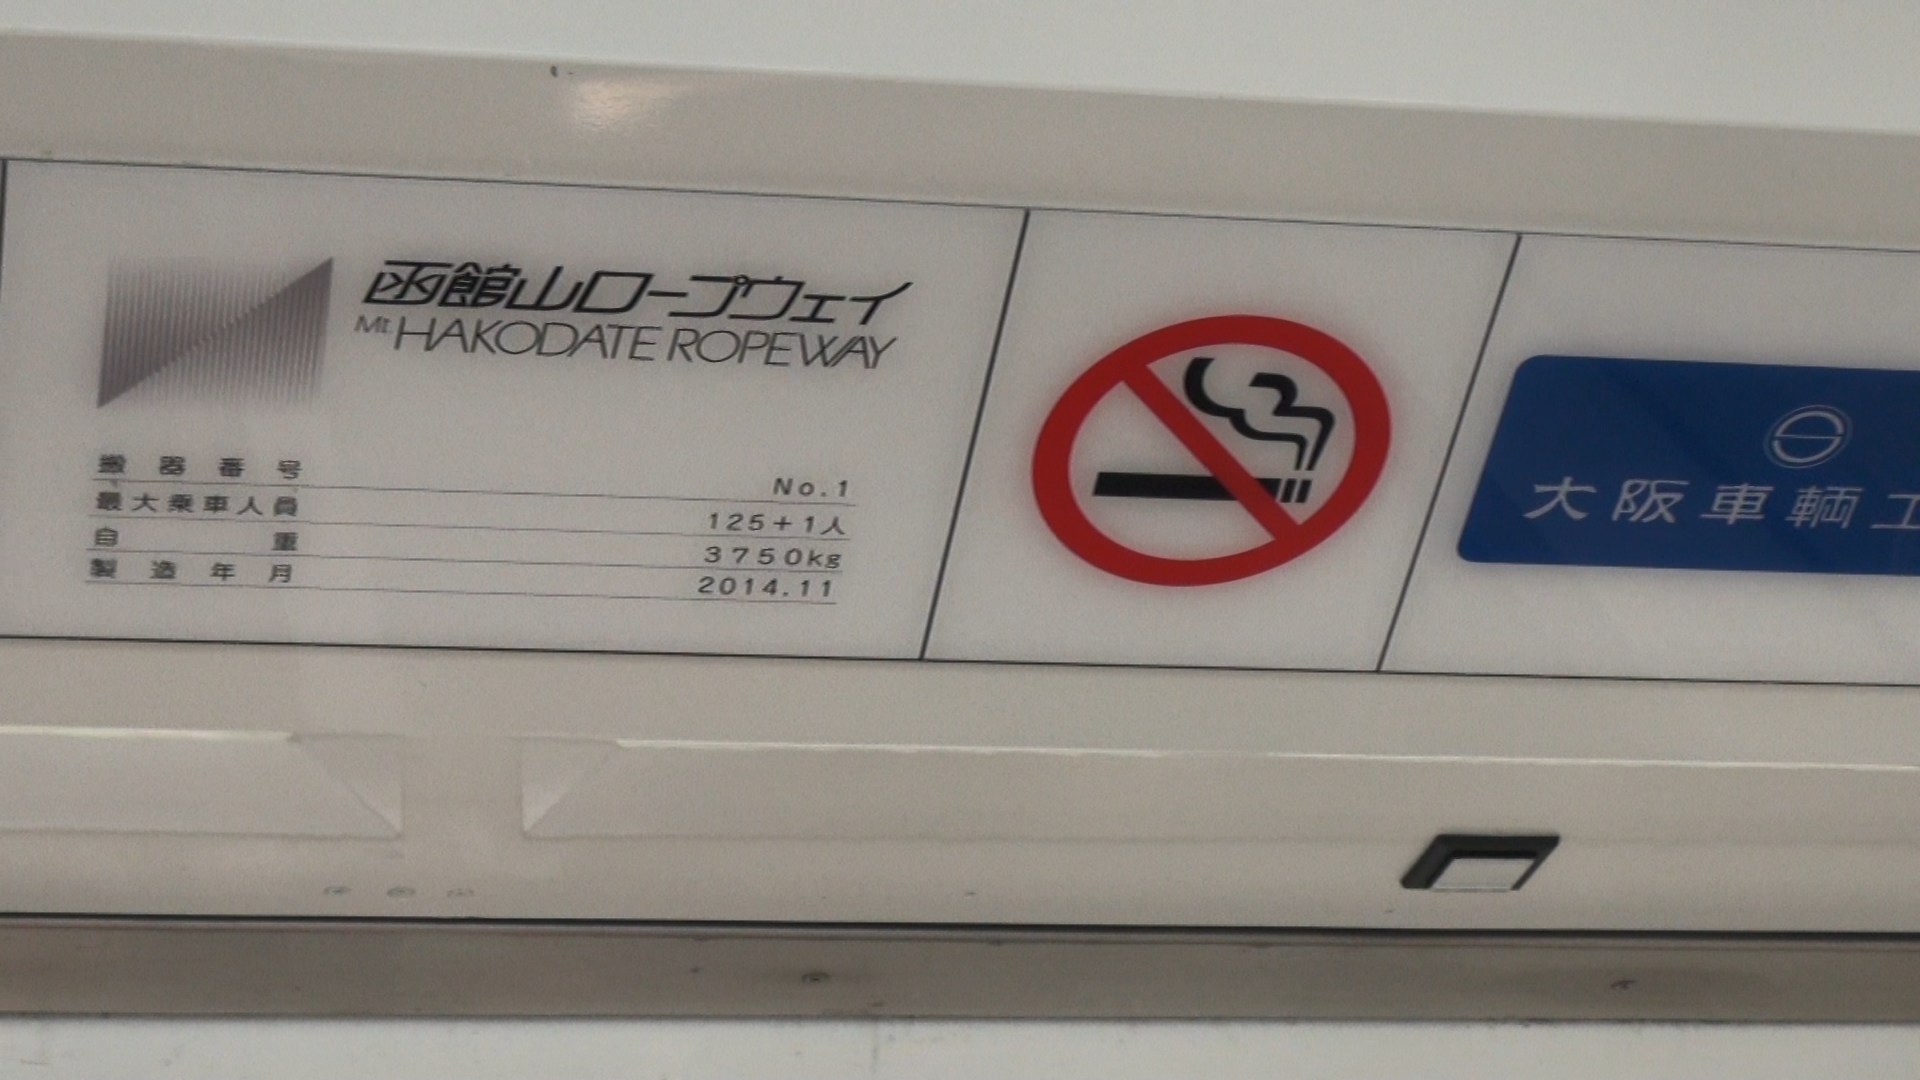 函館山ロープウェイ
Mt. HAKODATE ROPEWAY
搬器番号 No.1
最大乗車人員 125+1人
自重 3750kg
製造年月 2014.11
大阪車輌工